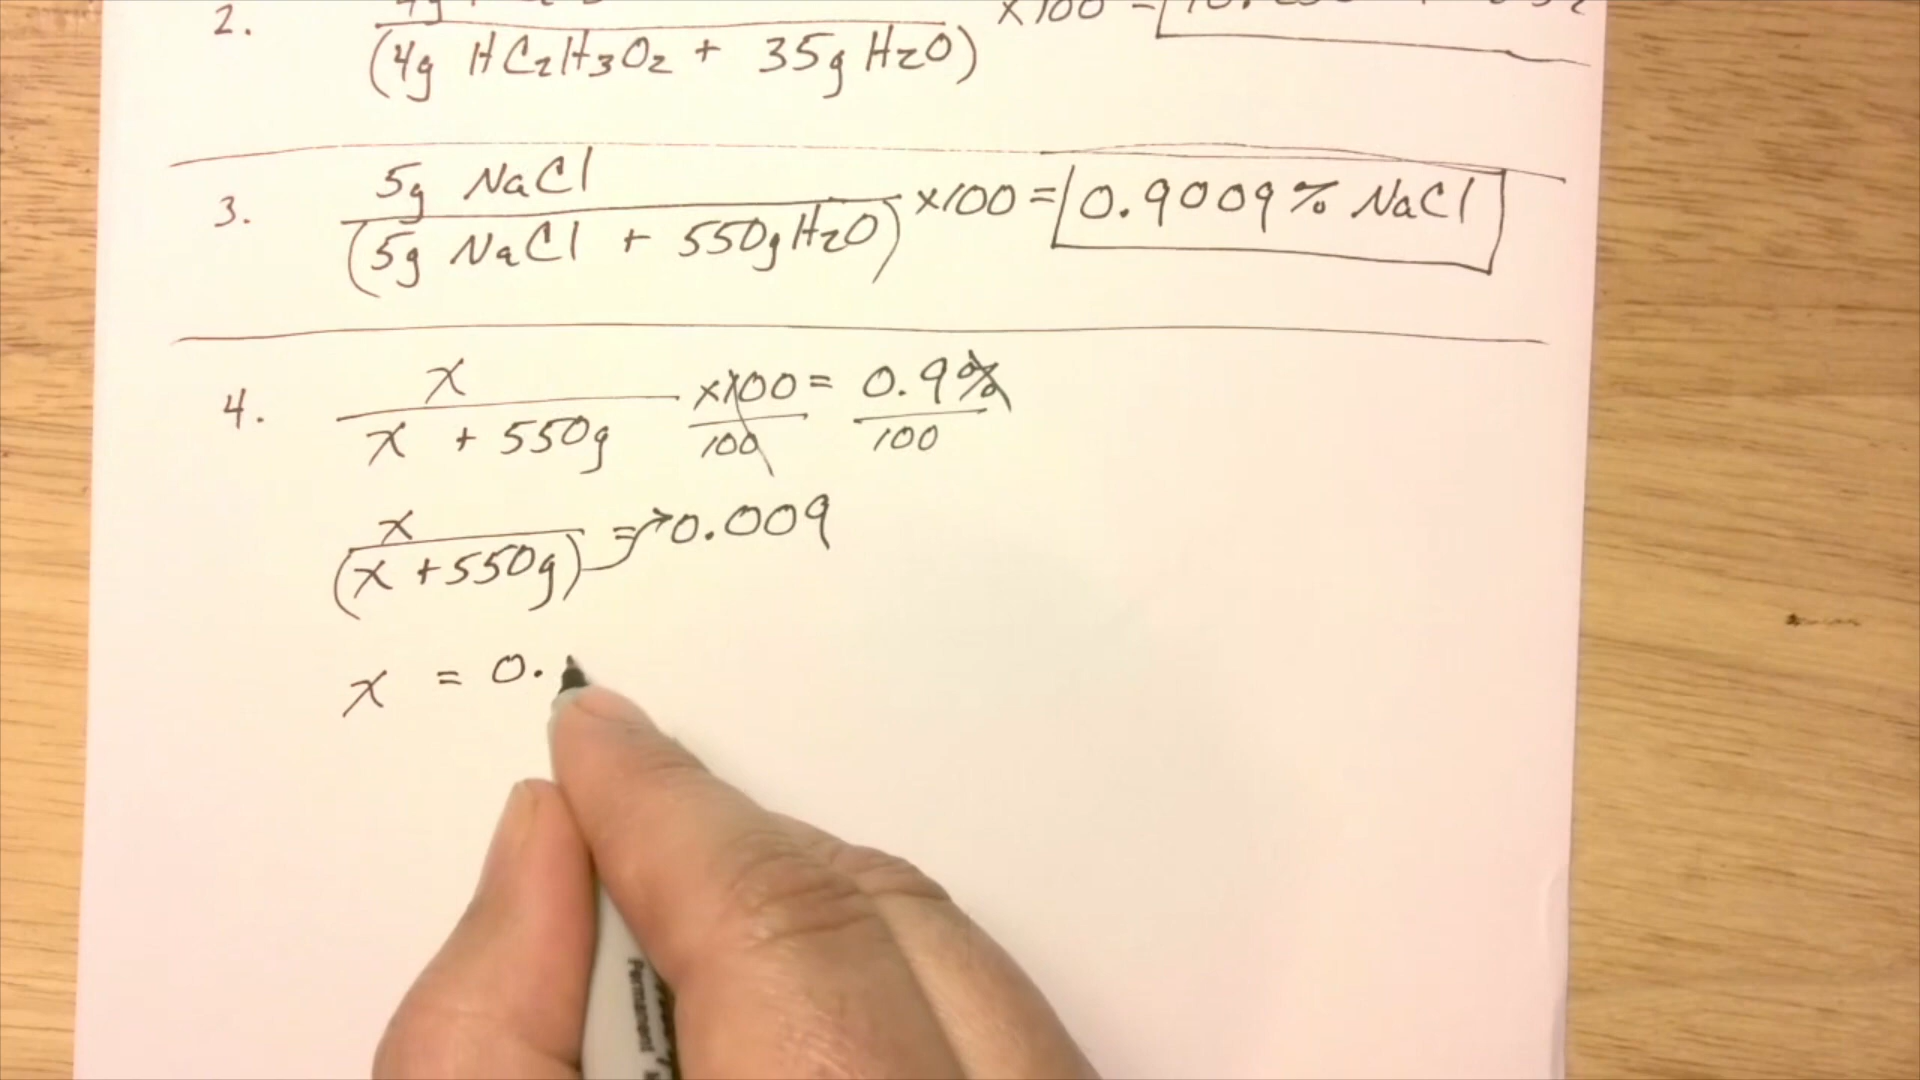 2.
(4g HC2H3O2 + 35g H2O) x100 =
3. 5g NaCl
(5g NaCl + 550g H2O) x100 = 0.9009% NaCl
4. x x100 = 0.9%
x + 550g 100 100
x = 0.009
(x + 550g)
x = 0.
Permanent